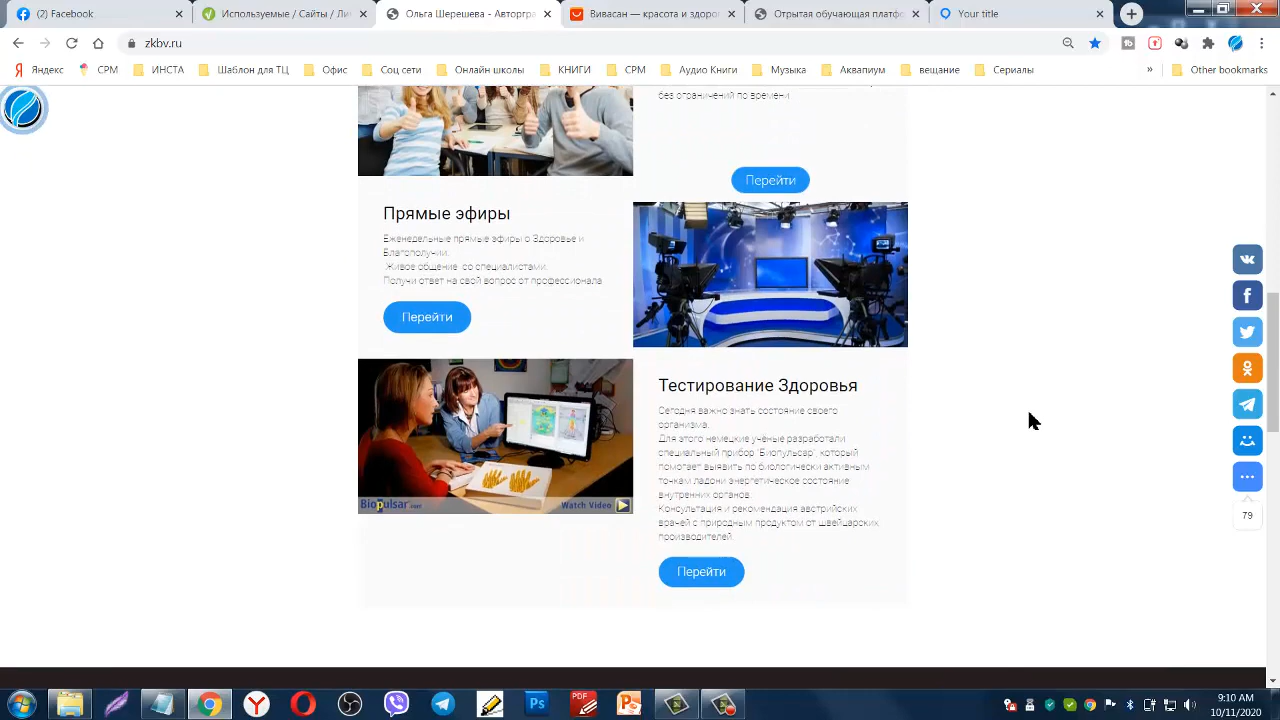 (2) Facebook
Используемые / Сайты / Ли
Ольга Шерешева - Авторгра
Вивасан — красота и здоро
Отрытая обучающая платфо
Your title
zkbv.ru
Яндекс
СРМ
ИНСТА
Шаблон для ТЦ
Офис
Соц сети
Онлайн школы
КНИГИ
СРМ
Аудио Книги
Музыка
Аквапиум
вещание
Сериалы
»
Other bookmarks
без ограничений по времени
Перейти
Прямые эфиры
Еженедельные прямые эфиры о Здоровье и
Благополучии.
Живое общение со специалистами.
Получи ответ на свой вопрос от профессионала
Перейти
BioPulsar.com
Watch Video
Тестирование Здоровья
Сегодня важно знать состояние своего
организма.
Для этого немецкие учёные разработали
специальный прибор "Биопульсар", который
помогает выявить по биологически активным
точкам ладони энергетическое состояние
внутренних органов.
Консультация и рекомендация австрийских
врачей с природным продуктом от швейцарских
производителей.
Перейти
79
9:10 AM
10/11/2020